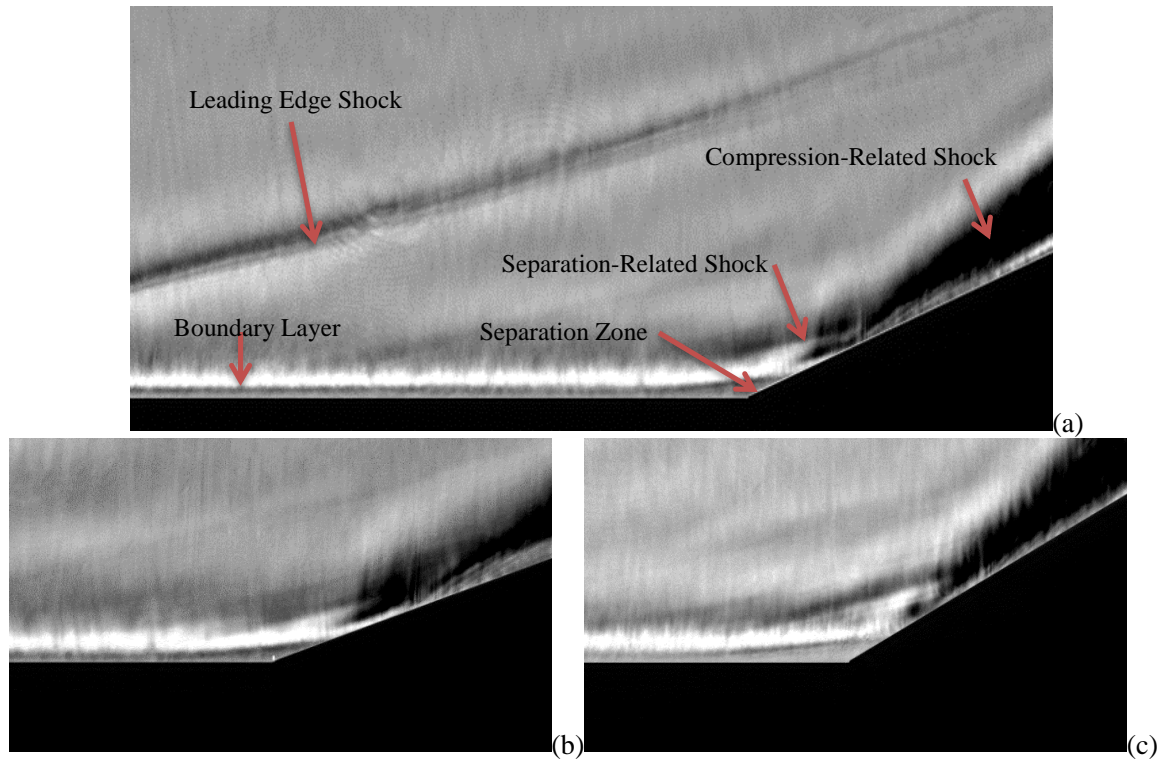 Leading Edge Shock
Compression-Related Shock
Separation-Related Shock
Boundary Layer
Separation Zone
(a)
(b)
(c)